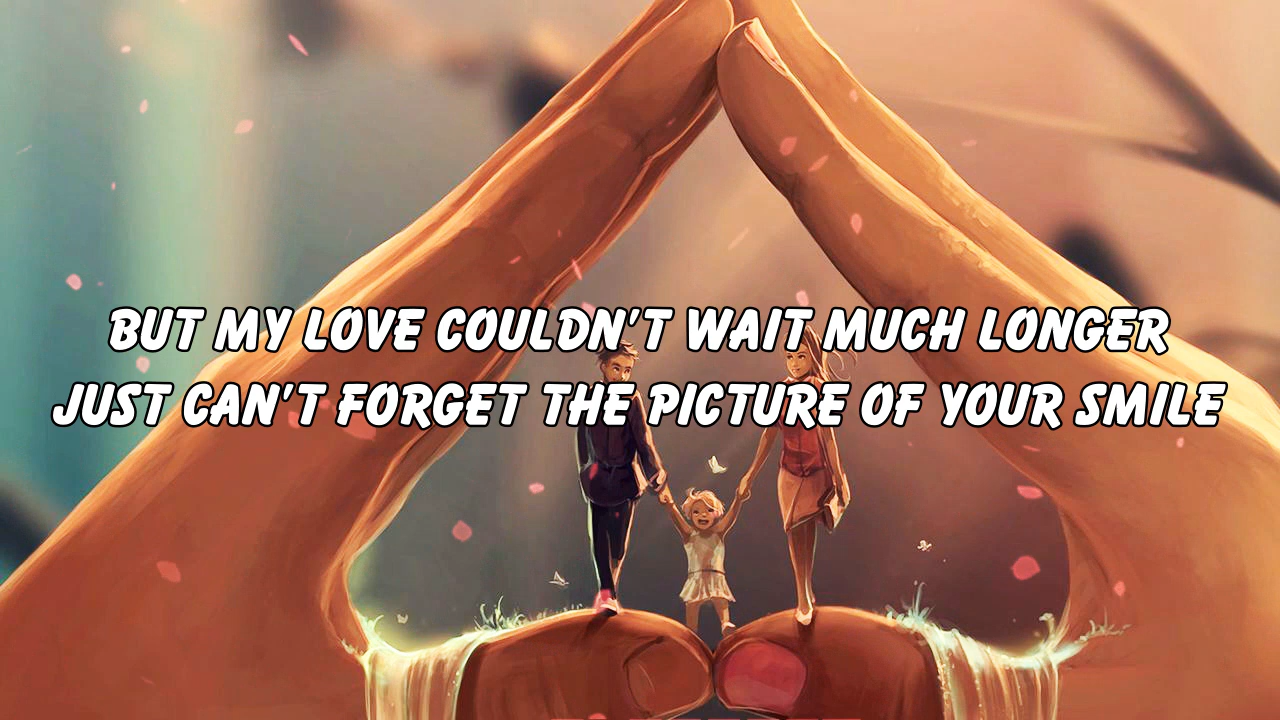 BUT MY LOVE COULDN'T WAIT MUCH LONGER
JUST CAN'T FORGET THE PICTURE OF YOUR SMILE